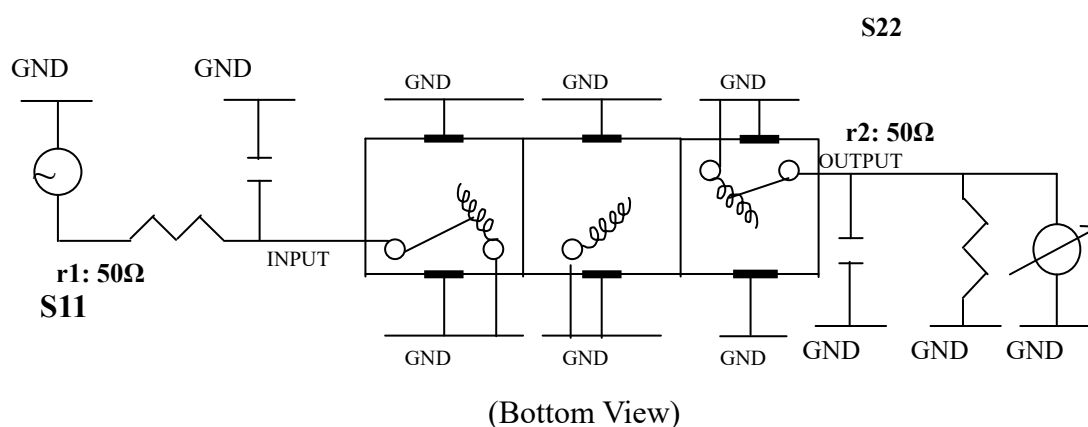 S22
GND
GND
GND
GND
GND
r2: 50Ω
OUTPUT
INPUT
r1: 50Ω
S11
GND
GND
GND
GND
GND
GND
(Bottom View)